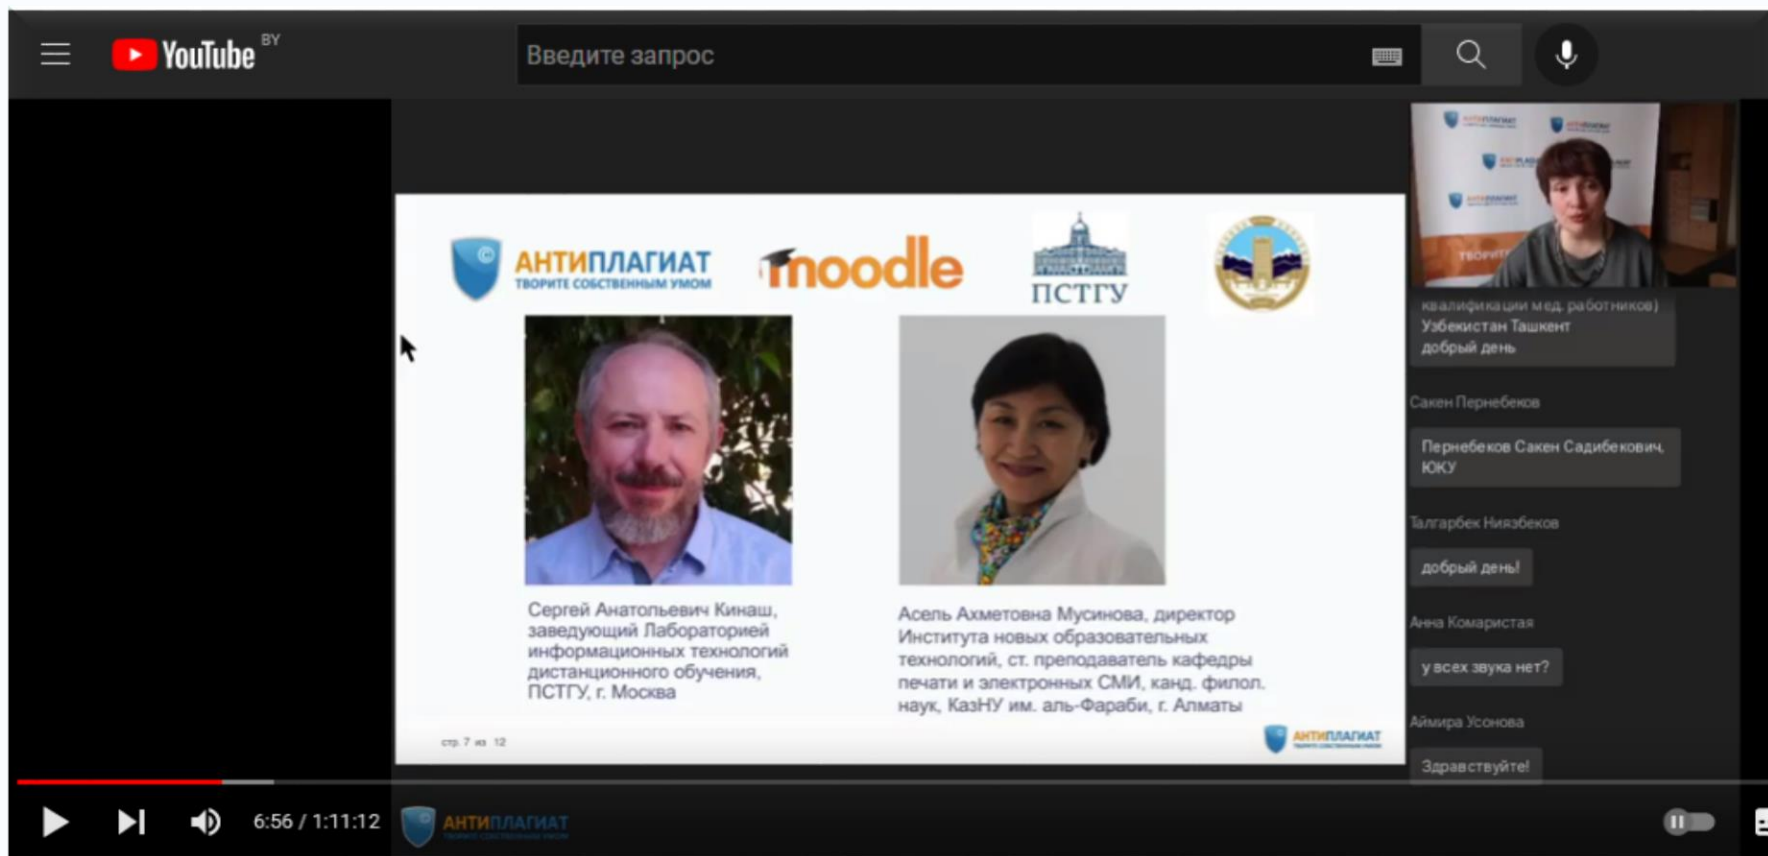 YouTube BY
Введите запрос
АНТИПЛАГИАТ
ТВОРИТЕ СОБСТВЕННЫМ УМОМ
moodle
ПСТГУ
Сергей Анатольевич Кинаш,
заведующий Лабораторией
информационных технологий
дистанционного обучения,
ПСТГУ, г. Москва
Асель Ахметовна Мусинова, директор
Института новых образовательных
технологий, ст. преподаватель кафедры
печати и электронных СМИ, канд. филол.
наук, КазНУ им. аль-Фараби, г. Алматы
стр. 7 из 12
АНТИПЛАГИАТ
ТВОРИТЕ СОБСТВЕННЫМ УМОМ
АНТИПЛАГИАТ
квалификации мед. работников)
Узбекистан Ташкент
добрый день
Сакен Пернебеков
Пернебеков Сакен Садибекович,
ЮКУ
Талгарбек Ниязбеков
добрый день!
Анна Комаристая
у всех звука нет?
Аймира Усонова
Здравствуйте!
6:56 / 1:11:12
АНТИПЛАГИАТ